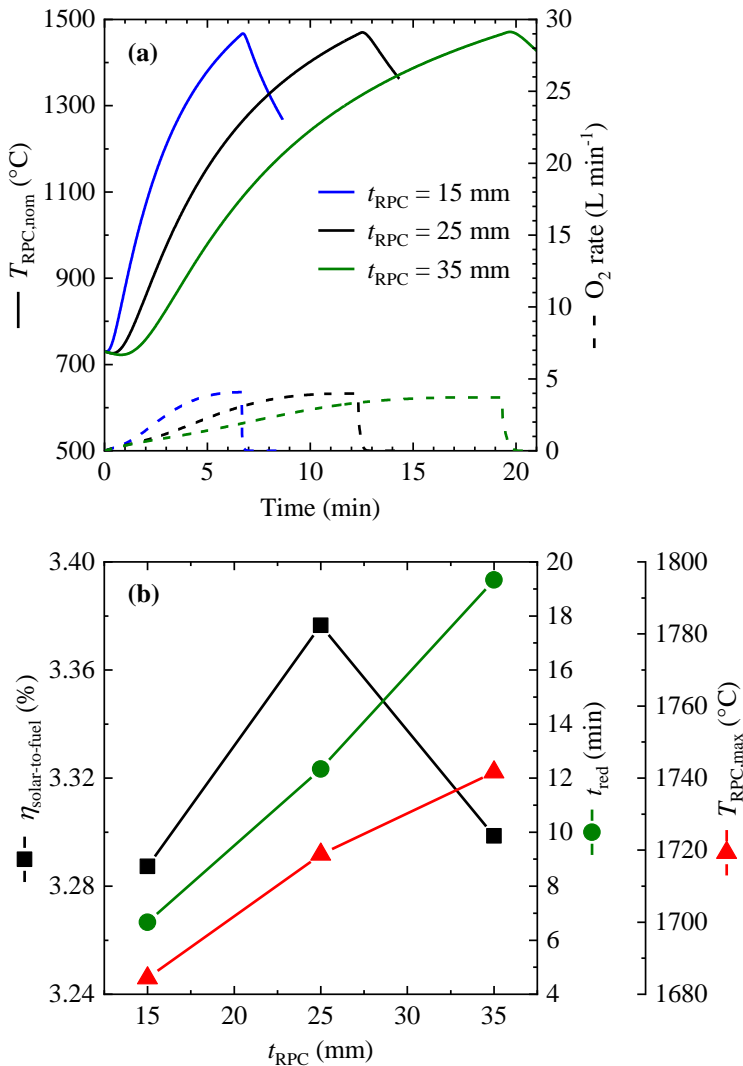 (a)
1500
1300
1100
900
700
500
T_RPC,nom (°C)
30
25
20
15
10
5
0
O₂ rate (L min⁻¹)
t_RPC = 15 mm
t_RPC = 25 mm
t_RPC = 35 mm
0 5 10 15 20
Time (min)
(b)
3.40
3.36
3.32
3.28
3.24
η_solar-to-fuel (%)
20
18
16
14
12
10
8
6
4
t_red (min)
1800
1780
1760
1740
1720
1700
1680
T_RPC,max (°C)
15 20 25 30 35
t_RPC (mm)